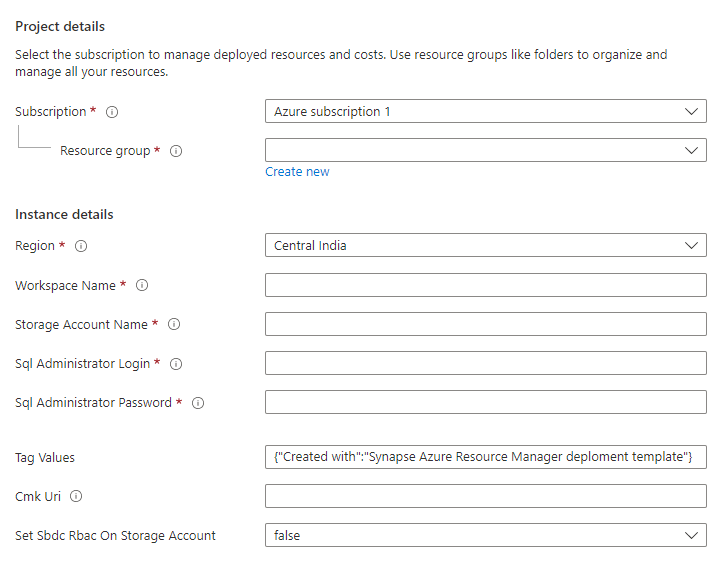 Project details
Select the subscription to manage deployed resources and costs. Use resource groups like folders to organize and
manage all your resources.
Subscription *
Azure subscription 1
Resource group *
Create new
Instance details
Region *
Central India
Workspace Name *
Storage Account Name *
Sql Administrator Login *
Sql Administrator Password *
Tag Values
{"Created with":"Synapse Azure Resource Manager deploment template"}
Cmk Uri
Set Sbdc Rbac On Storage Account
false